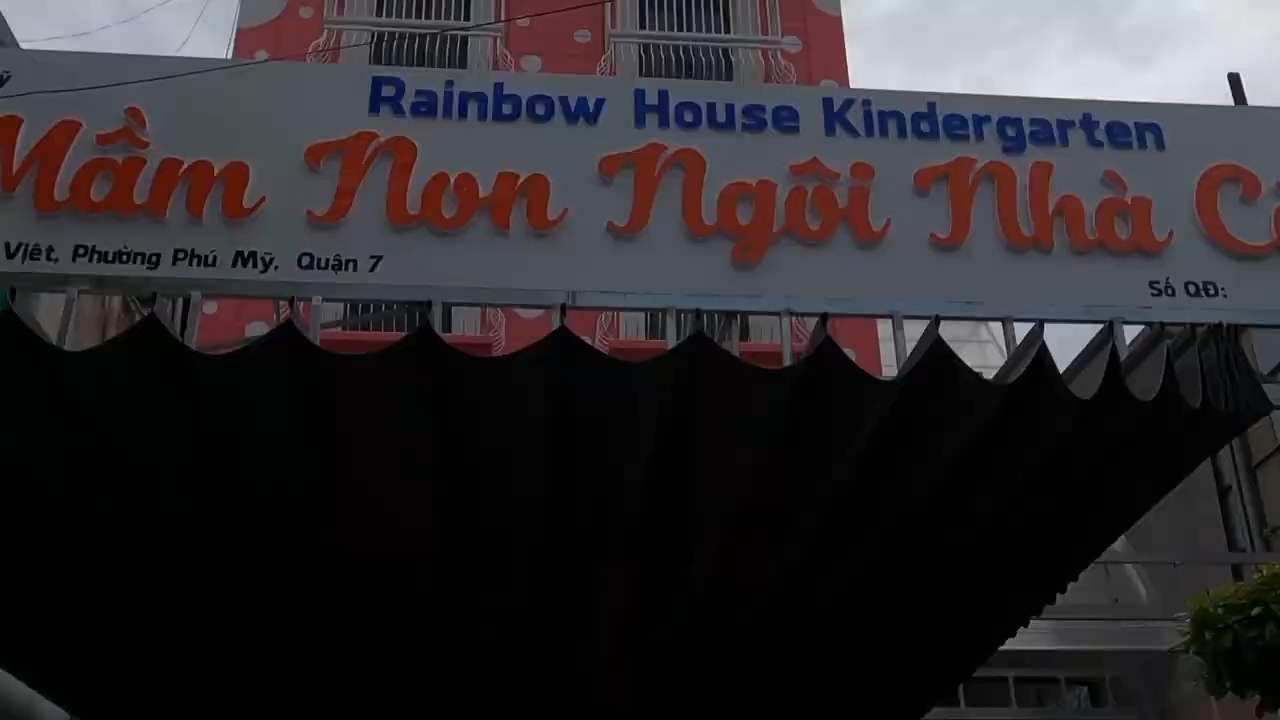 Rainbow House Kindergarten
Mầm Non Ngôi Nhà
Việt, Phường Phú Mỹ, Quận 7
Số QĐ: